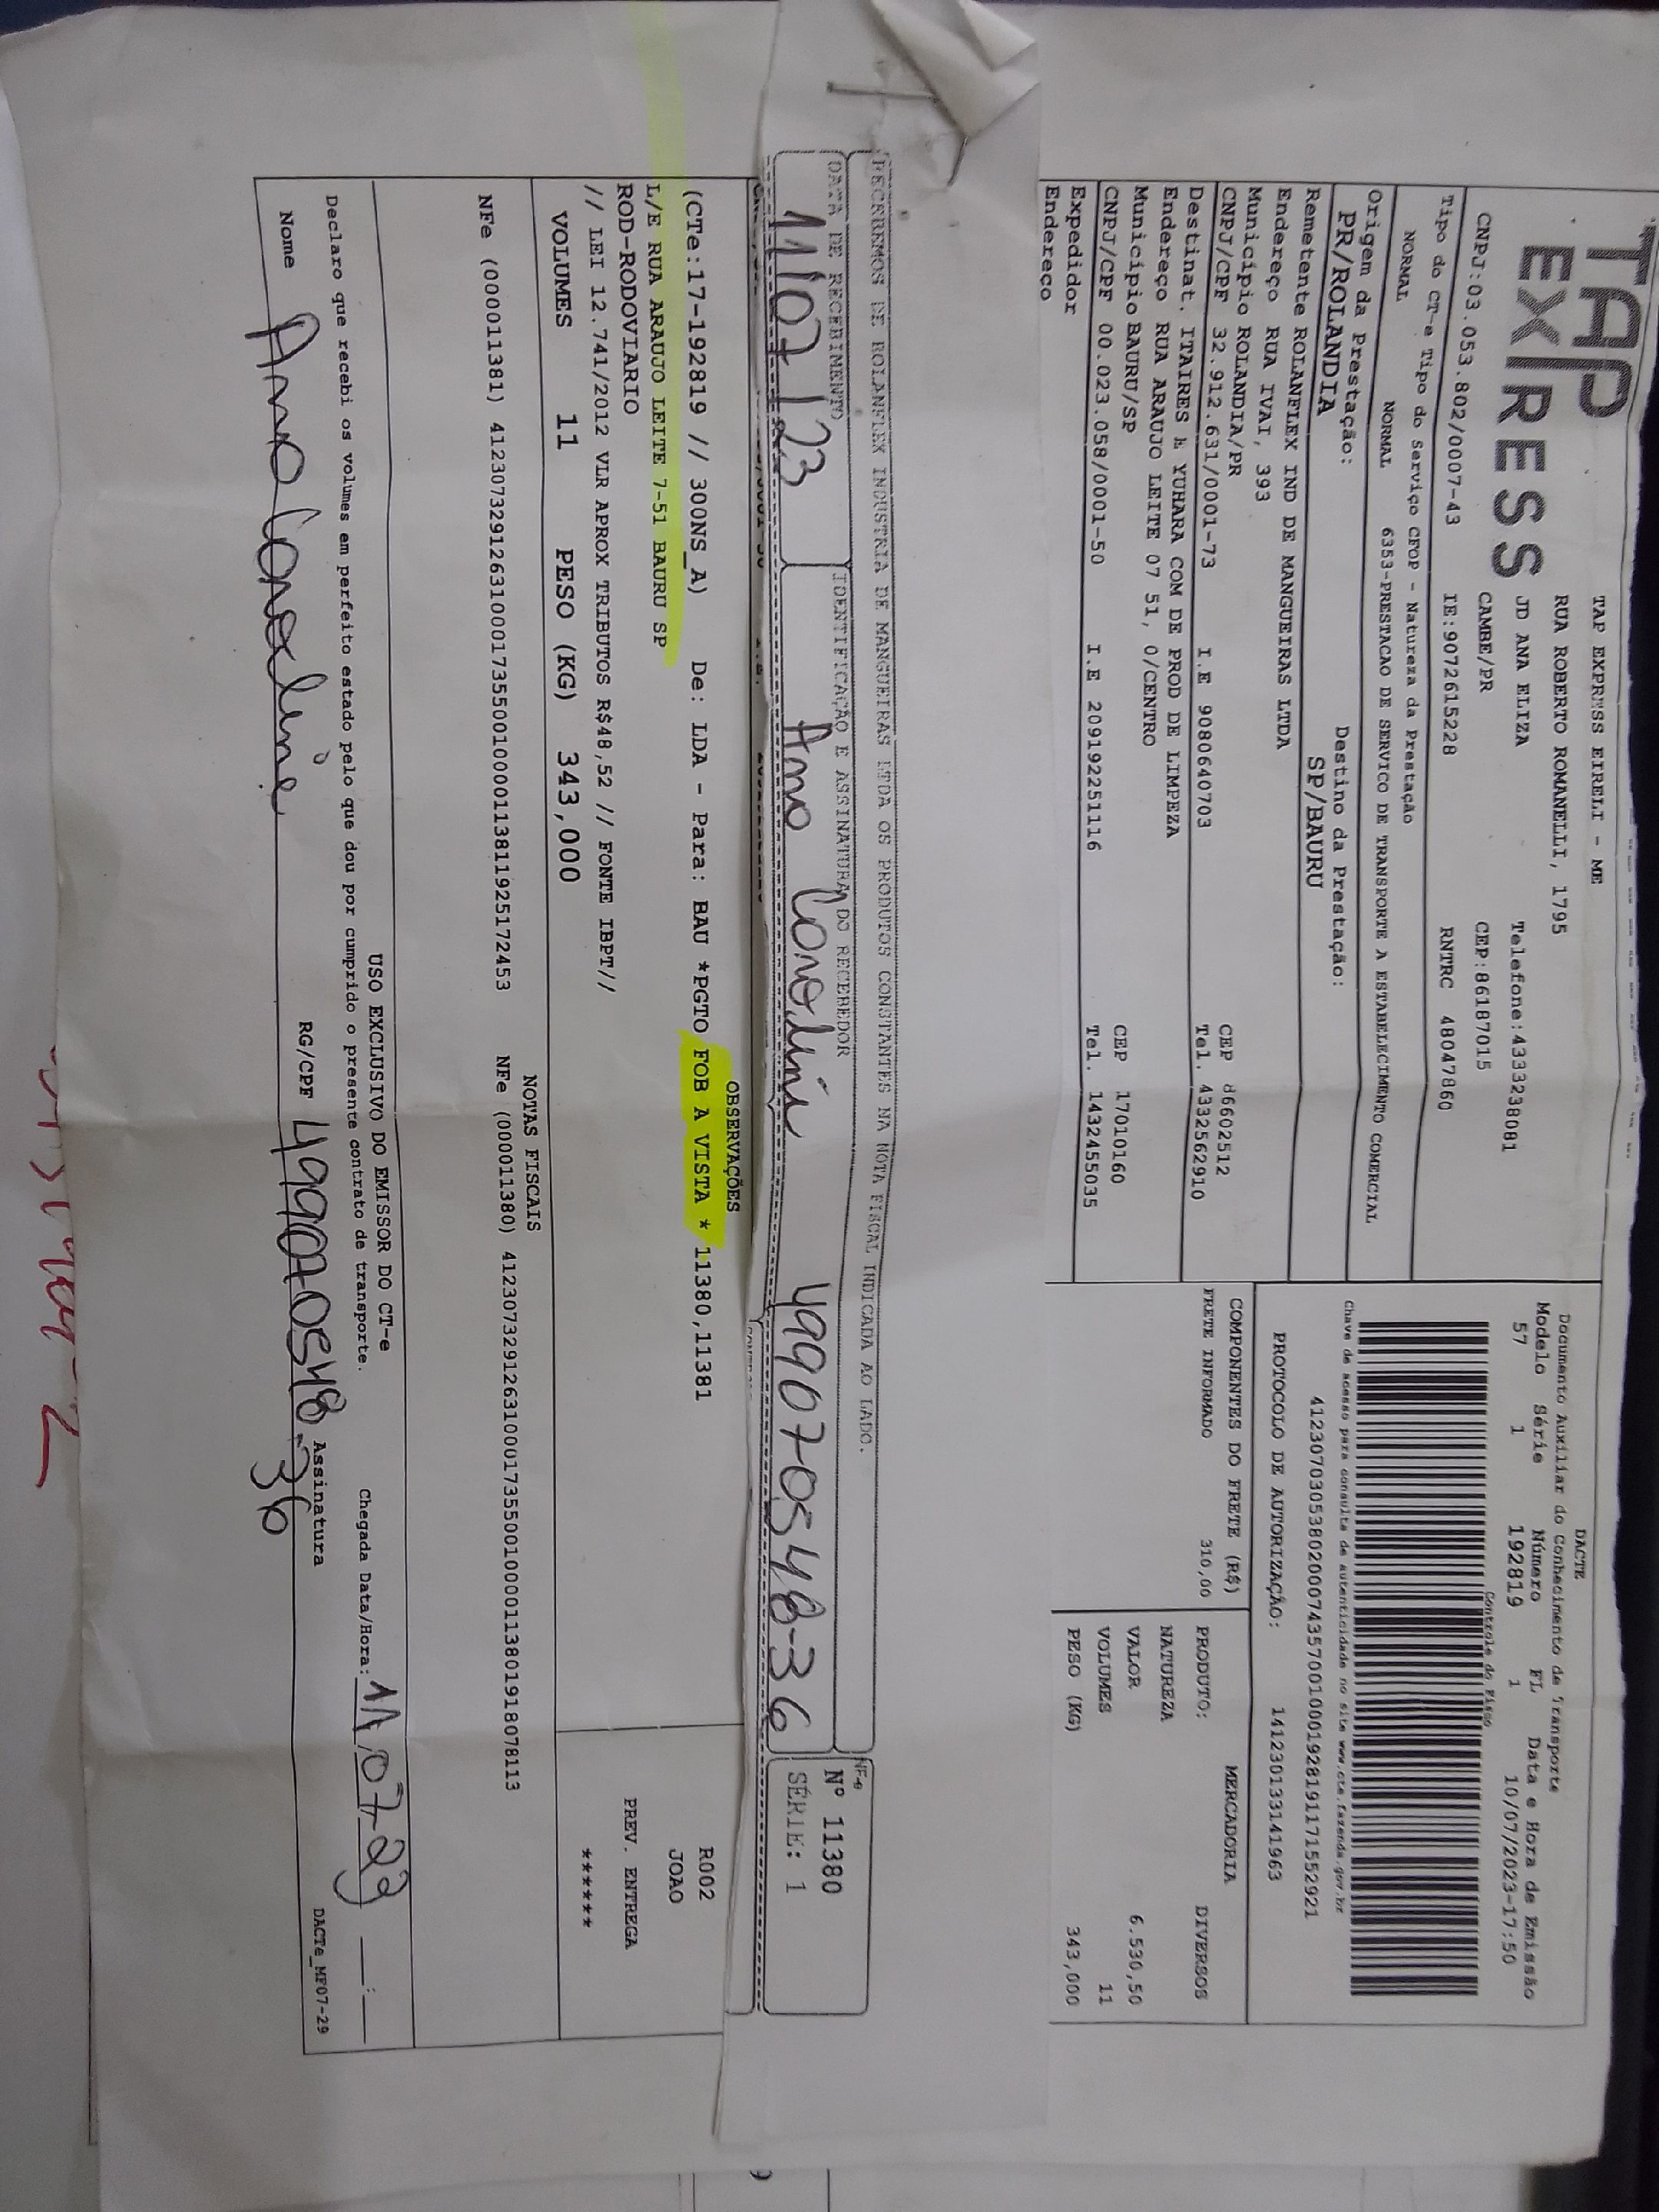 TAP
EX/RESS
TAP EXPRESS EIRELI - ME
RUA ROBERTO ROMANELLI, 1795
JD ANA ELIZA Telefone:4333238081
CAMBE/PR CEP:86187015
CNPJ:03.053.802/0007-43 IE:9072615228 RNTRC 48047860
Tipo do CT-e Tipo do Serviço CFOP - Natureza da Prestação
NORMAL NORMAL 6353-PRESTACAO DE SERVICO DE TRANSPORTE A ESTABELECIMENTO COMERCIAL
Origem da Prestação: Destino da Prestação:
PR/ROLANDIA SP/BAURU
Remetente ROLANFLEX IND DE MANGUEIRAS LTDA
Endereço RUA IVAI, 393
Município ROLANDIA/PR CEP 86602512
CNPJ/CPF 32.912.631/0001-73 I.E 9080640703 Tel. 4332562910
Destinat. ITAIRES & YUHARA COM DE PROD DE LIMPEZA
Endereço RUA ARAUJO LEITE 07 51, 0/CENTRO
Município BAURU/SP CEP 17010160
CNPJ/CPF 00.023.058/0001-50 I.E 209192251116 Tel. 1432455035
Expedidor
Endereço
DACTE
Documento Auxiliar do Conhecimento de Transporte
Modelo Série Número FL Data e Hora de Emissão
57 1 192819 1 10/07/2023-17:50
Controle do Fisco
Chave de acesso para consulta de autenticidade no site www.cte.fazenda.gov.br
41230703053802000743570010001928191171552921
PROTOCOLO DE AUTORIZAÇÃO: 141230133141963
COMPONENTES DO FRETE (R$)
FRETE INFORMADO 310,00
MERCADORIA
PRODUTO: DIVERSOS
NATUREZA
VALOR 6.530,50
VOLUMES 11
PESO (KG) 343,000
RECEBEMOS DE ROLANFLEX INDUSTRIA DE MANGUEIRAS LTDA OS PRODUTOS CONSTANTES NA NOTA FISCAL INDICADA AO LADO.
DATA DE RECEBIMENTO IDENTIFICAÇÃO E ASSINATURA DO RECEBEDOR
11/07/23 Ana Caroline 499070548-36
NF-e
Nº 11380
SÉRIE: 1
OBSERVAÇÕES
(CTe:17-192819 // 300NS_A) De: LDA - Para: BAU *PGTO FOB A VISTA * 11380,11381
L/E RUA ARAUJO LEITE 7-51 BAURU SP
ROD-RODOVIARIO
// LEI 12.741/2012 VLR APROX TRIBUTOS R$48,52 // FONTE IBPT//
VOLUMES 11 PESO (KG) 343,000
R002
JOAO
PREV. ENTREGA
******
NOTAS FISCAIS
NFe (000011381) 41230732912631000173550010000113811925172453 NFe (000011380) 41230732912631000173550010000113801918078113
USO EXCLUSIVO DO EMISSOR DO CT-e
Declaro que recebi os volumes em perfeito estado pelo que dou por cumprido o presente contrato de transporte. Chegada Data/Hora: 11/07/23 __:__
Nome Ana Caroline RG/CPF 499070548-36 Assinatura
DACTe_MF07-29